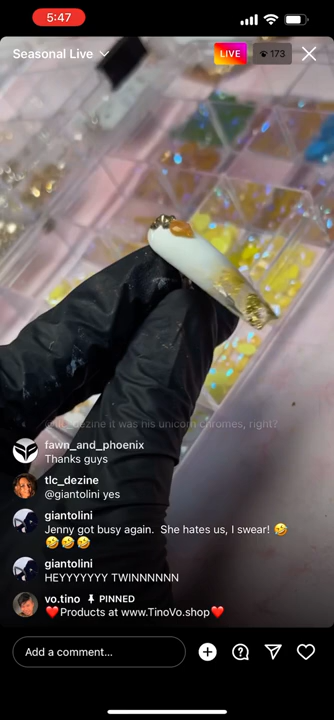 5:47
Seasonal Live
LIVE
173
@tlc_dezine it was his unicorn chromes, right?
fawn_and_phoenix
Thanks guys
tlc_dezine
@giantolini yes
giantolini
Jenny got busy again.  She hates us, I swear! 🤣
🤣🤣🤣
giantolini
HEYYYYYYY TWINNNNNN
vo.tino PINNED
❤️Products at www.TinoVo.shop❤️
Add a comment...